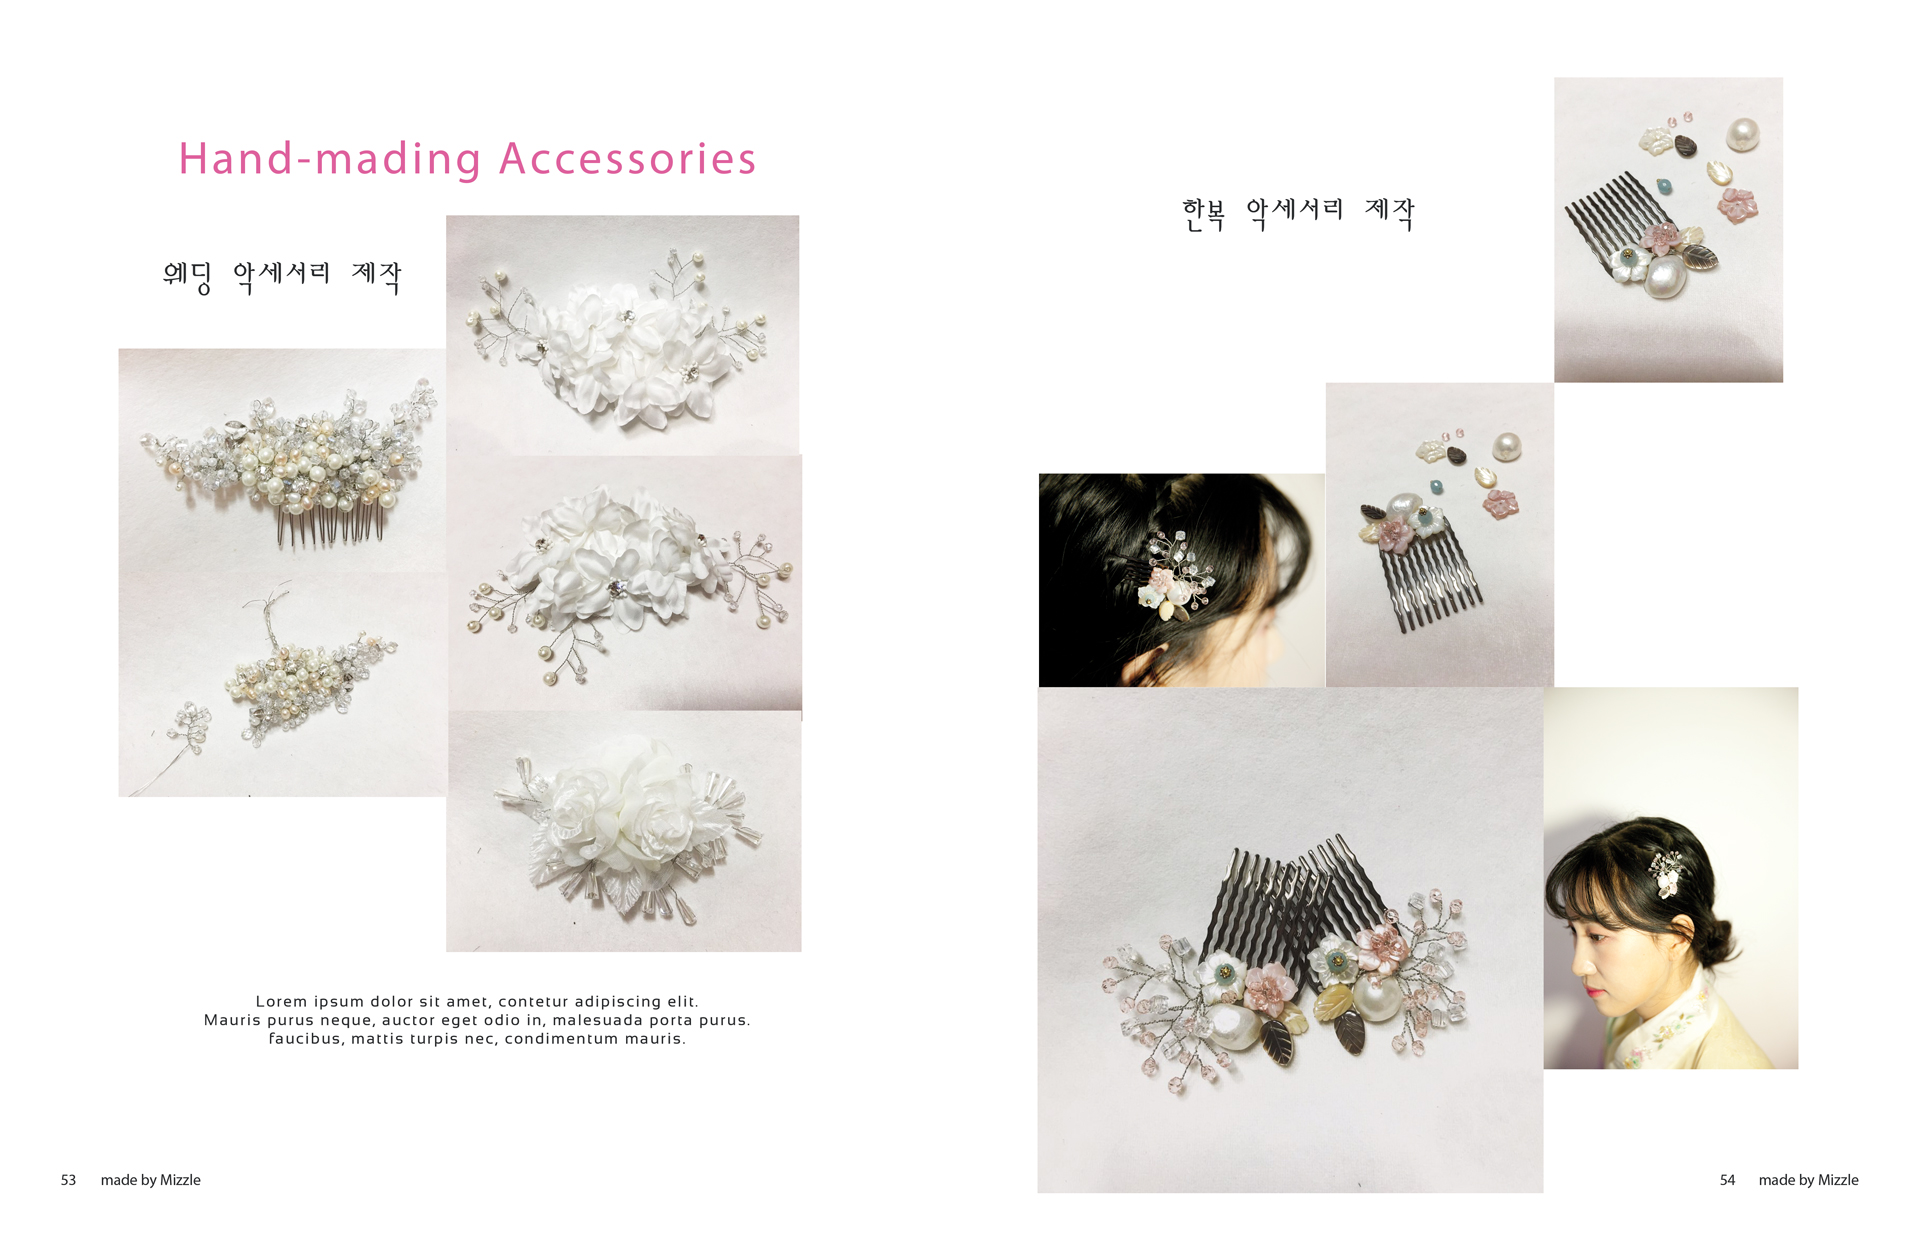 Hand-mading Accessories
웨딩 악세서리 제작
Lorem ipsum dolor sit amet, contetur adipiscing elit.
Mauris purus neque, auctor eget odio in, malesuada porta purus.
faucibus, mattis turpis nec, condimentum mauris.
53 made by Mizzle
한복 악세서리 제작
54 made by Mizzle